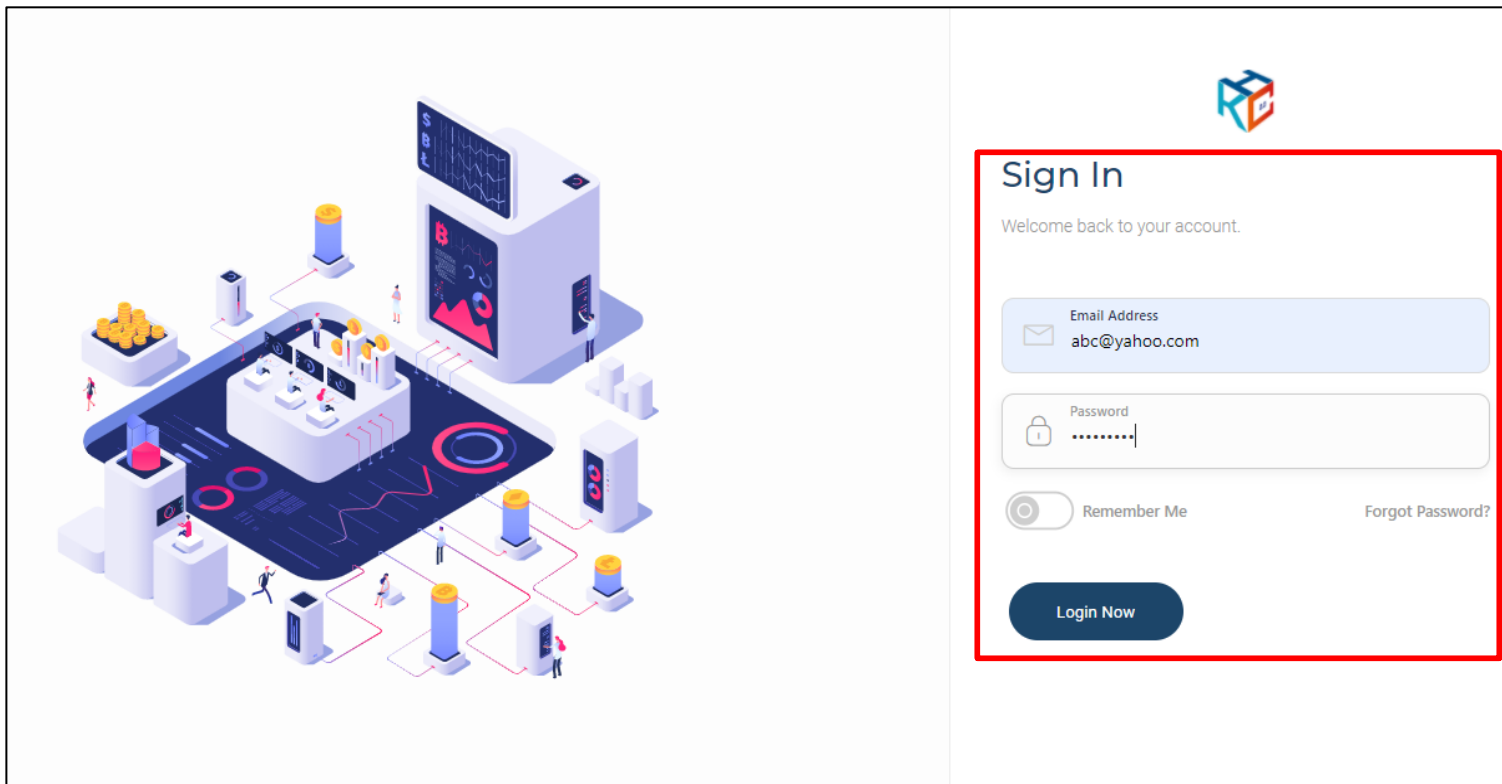 Sign In
Welcome back to your account.
Email Address
abc@yahoo.com
Password
•••••••••
Remember Me
Forgot Password?
Login Now